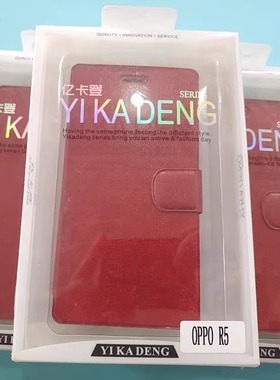 QUALITY · INNOVATION · SERVICE
亿卡登
SERIES
YI KA DENG
Having the same phone feeling-the different style.
Yikadeng series bring you an active & fashion day
OPPO R5
YI KA DENG